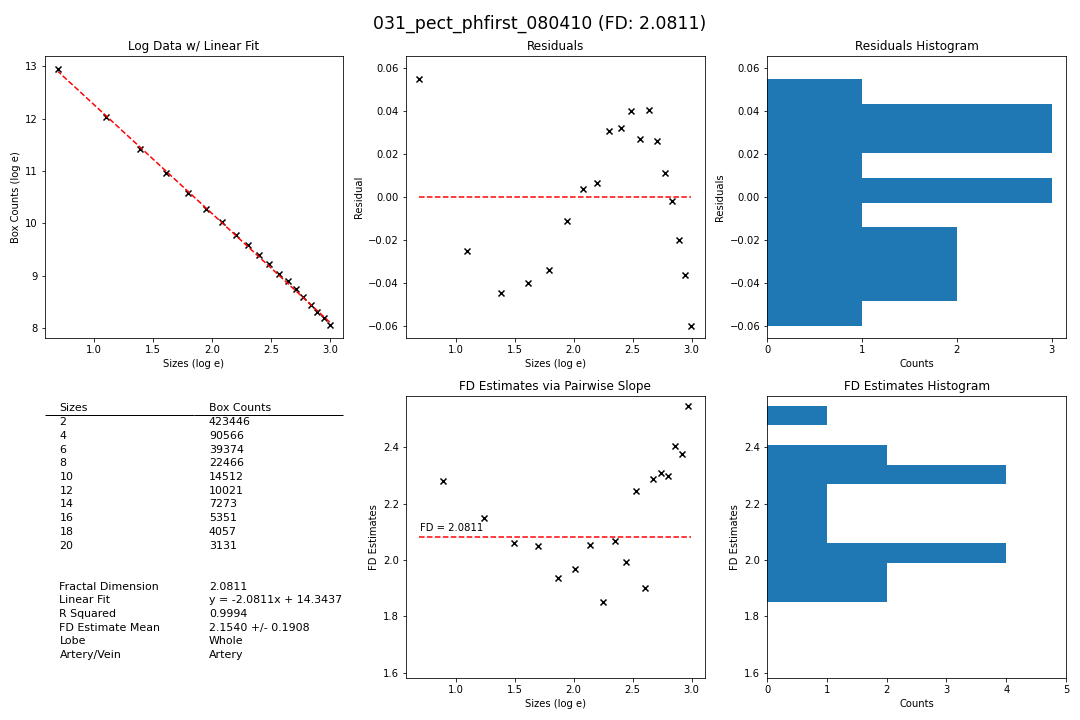 031_pect_phfirst_080410 (FD: 2.0811)
Log Data w/ Linear Fit
13
12
11
10
9
8
Box Counts (log e)
1.0 1.5 2.0 2.5 3.0
Sizes (log e)
Residuals
0.06
0.04
0.02
0.00
−0.02
−0.04
−0.06
Residual
1.0 1.5 2.0 2.5 3.0
Sizes (log e)
Residuals Histogram
0.06
0.04
0.02
0.00
−0.02
−0.04
−0.06
Residuals
0 1 2 3
Counts
Sizes Box Counts
2 423446
4 90566
6 39374
8 22466
10 14512
12 10021
14 7273
16 5351
18 4057
20 3131
Fractal Dimension 2.0811
Linear Fit y = -2.0811x + 14.3437
R Squared 0.9994
FD Estimate Mean 2.1540 +/- 0.1908
Lobe Whole
Artery/Vein Artery
FD Estimates via Pairwise Slope
2.4
2.2
2.0
1.8
1.6
FD Estimates
FD = 2.0811
1.0 1.5 2.0 2.5 3.0
Sizes (log e)
FD Estimates Histogram
2.4
2.2
2.0
1.8
1.6
FD Estimates
0 1 2 3 4 5
Counts